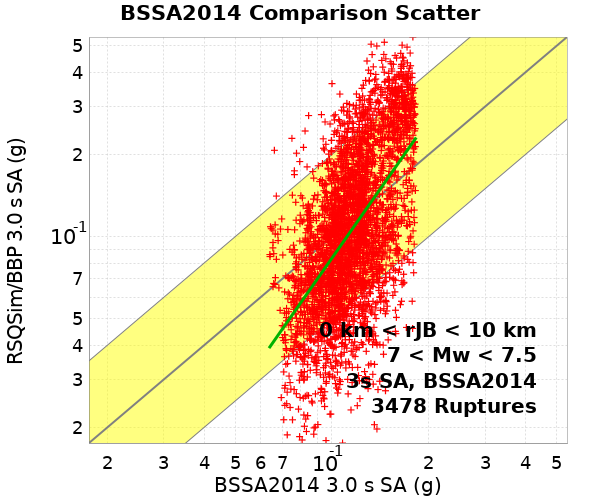 BSSA2014 Comparison Scatter
RSQSim/BBP 3.0 s SA (g)
5
4
3
2
10-1
7
5
4
3
2
0 km < rJB < 10 km
7 < Mw < 7.5
3s SA, BSSA2014
3478 Ruptures
2 3 4 5 6 7 10-1 2 3 4 5
BSSA2014 3.0 s SA (g)